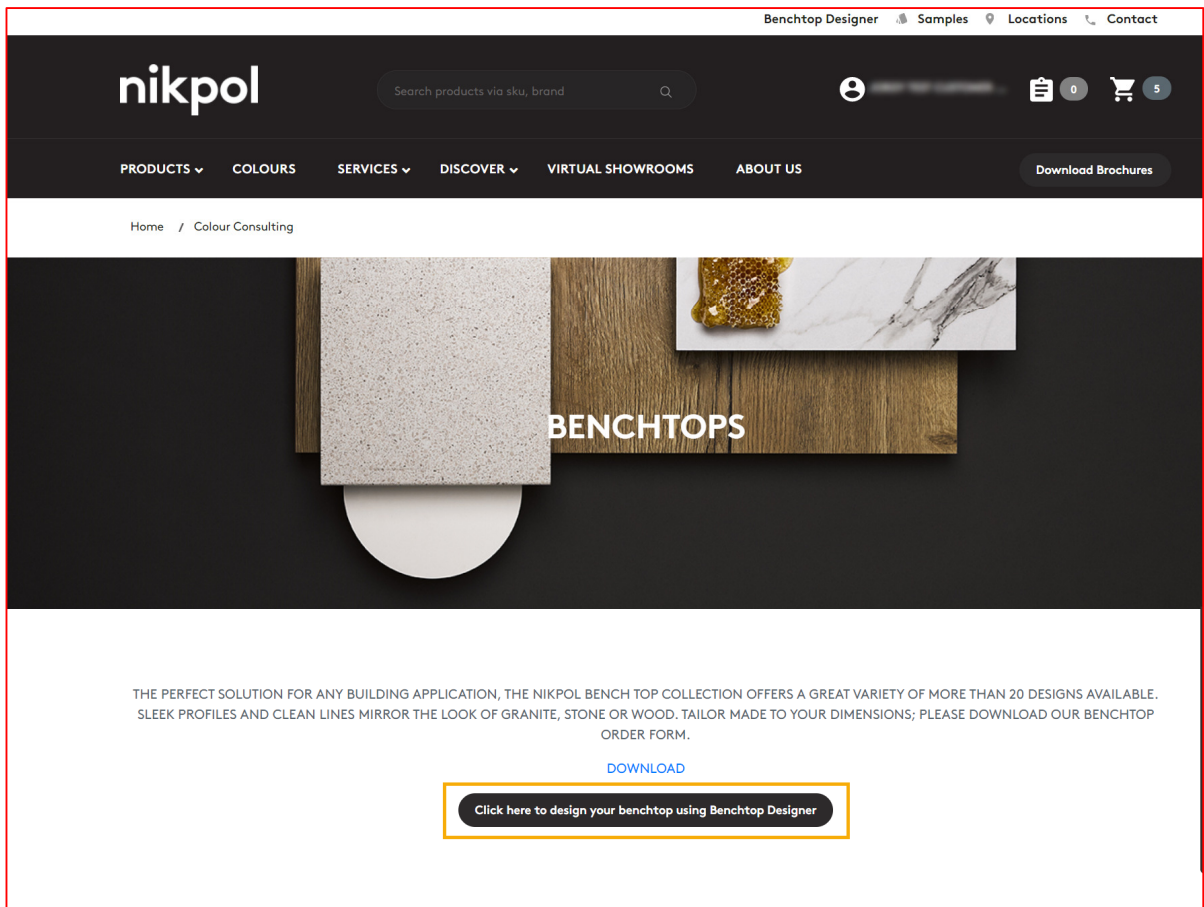 Benchtop Designer Samples Locations Contact
nikpol
Search products via sku, brand
0
5
PRODUCTS COLOURS SERVICES DISCOVER VIRTUAL SHOWROOMS ABOUT US
Download Brochures
Home / Colour Consulting
BENCHTOPS
THE PERFECT SOLUTION FOR ANY BUILDING APPLICATION, THE NIKPOL BENCH TOP COLLECTION OFFERS A GREAT VARIETY OF MORE THAN 20 DESIGNS AVAILABLE.
SLEEK PROFILES AND CLEAN LINES MIRROR THE LOOK OF GRANITE, STONE OR WOOD. TAILOR MADE TO YOUR DIMENSIONS; PLEASE DOWNLOAD OUR BENCHTOP
ORDER FORM.
DOWNLOAD
Click here to design your benchtop using Benchtop Designer